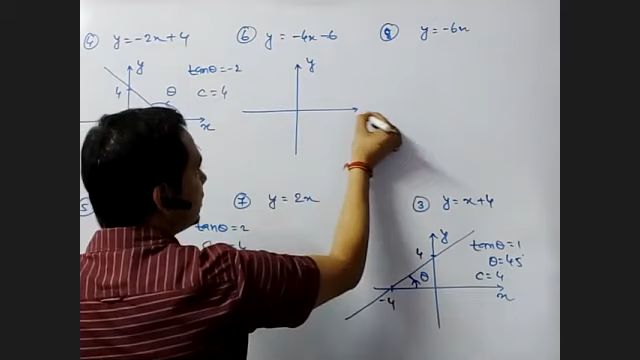 ④ y = -2x + 4
y
tanθ = -2
4
θ
c = 4
x
⑥ y = -4x - 6
y
y = -6x
5
tanθ = 2
⑦ y = 2x
③ y = x + 4
y
4
tanθ = 1
θ = 45°
θ
c = 4
-4
x